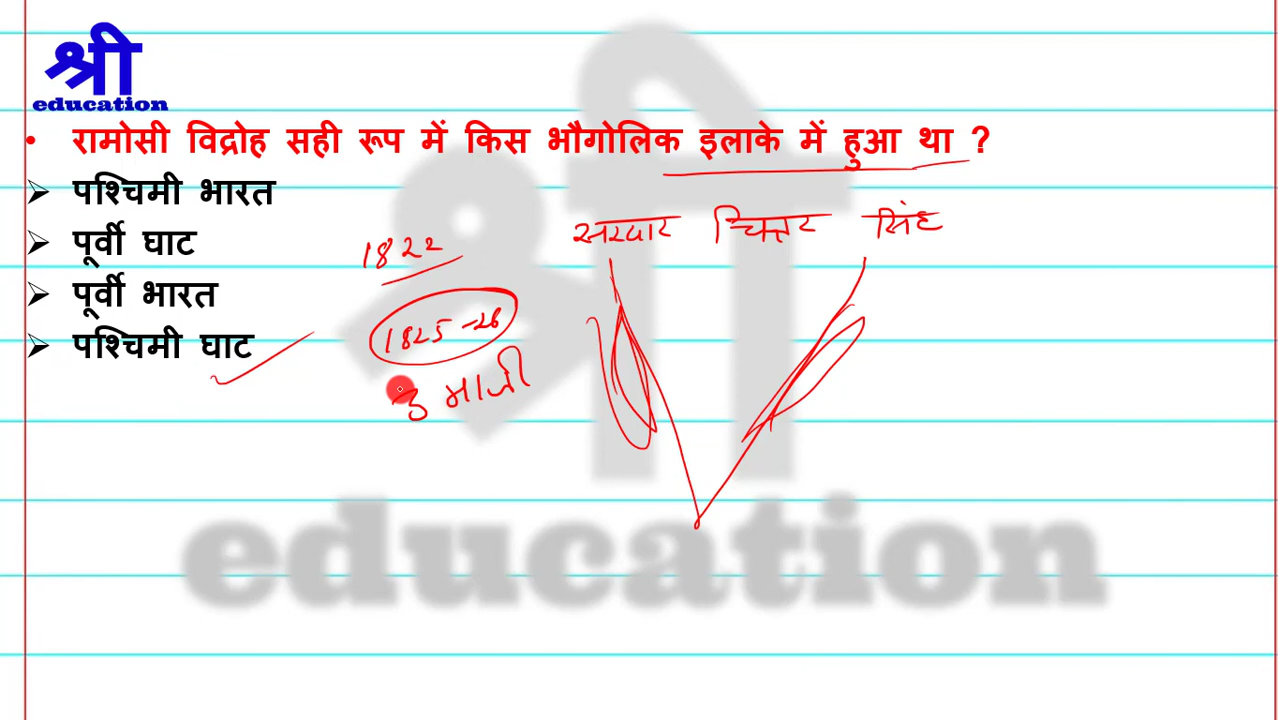 श्री
education
• रामोसी विद्रोह सही रूप में किस भौगोलिक इलाके में हुआ था ?
➢ पश्चिमी भारत
➢ पूर्वी घाट
➢ पूर्वी भारत
➢ पश्चिमी घाट
सरदार चित्तर सिंह
1822
1825-26
उमाजी
श्री
education